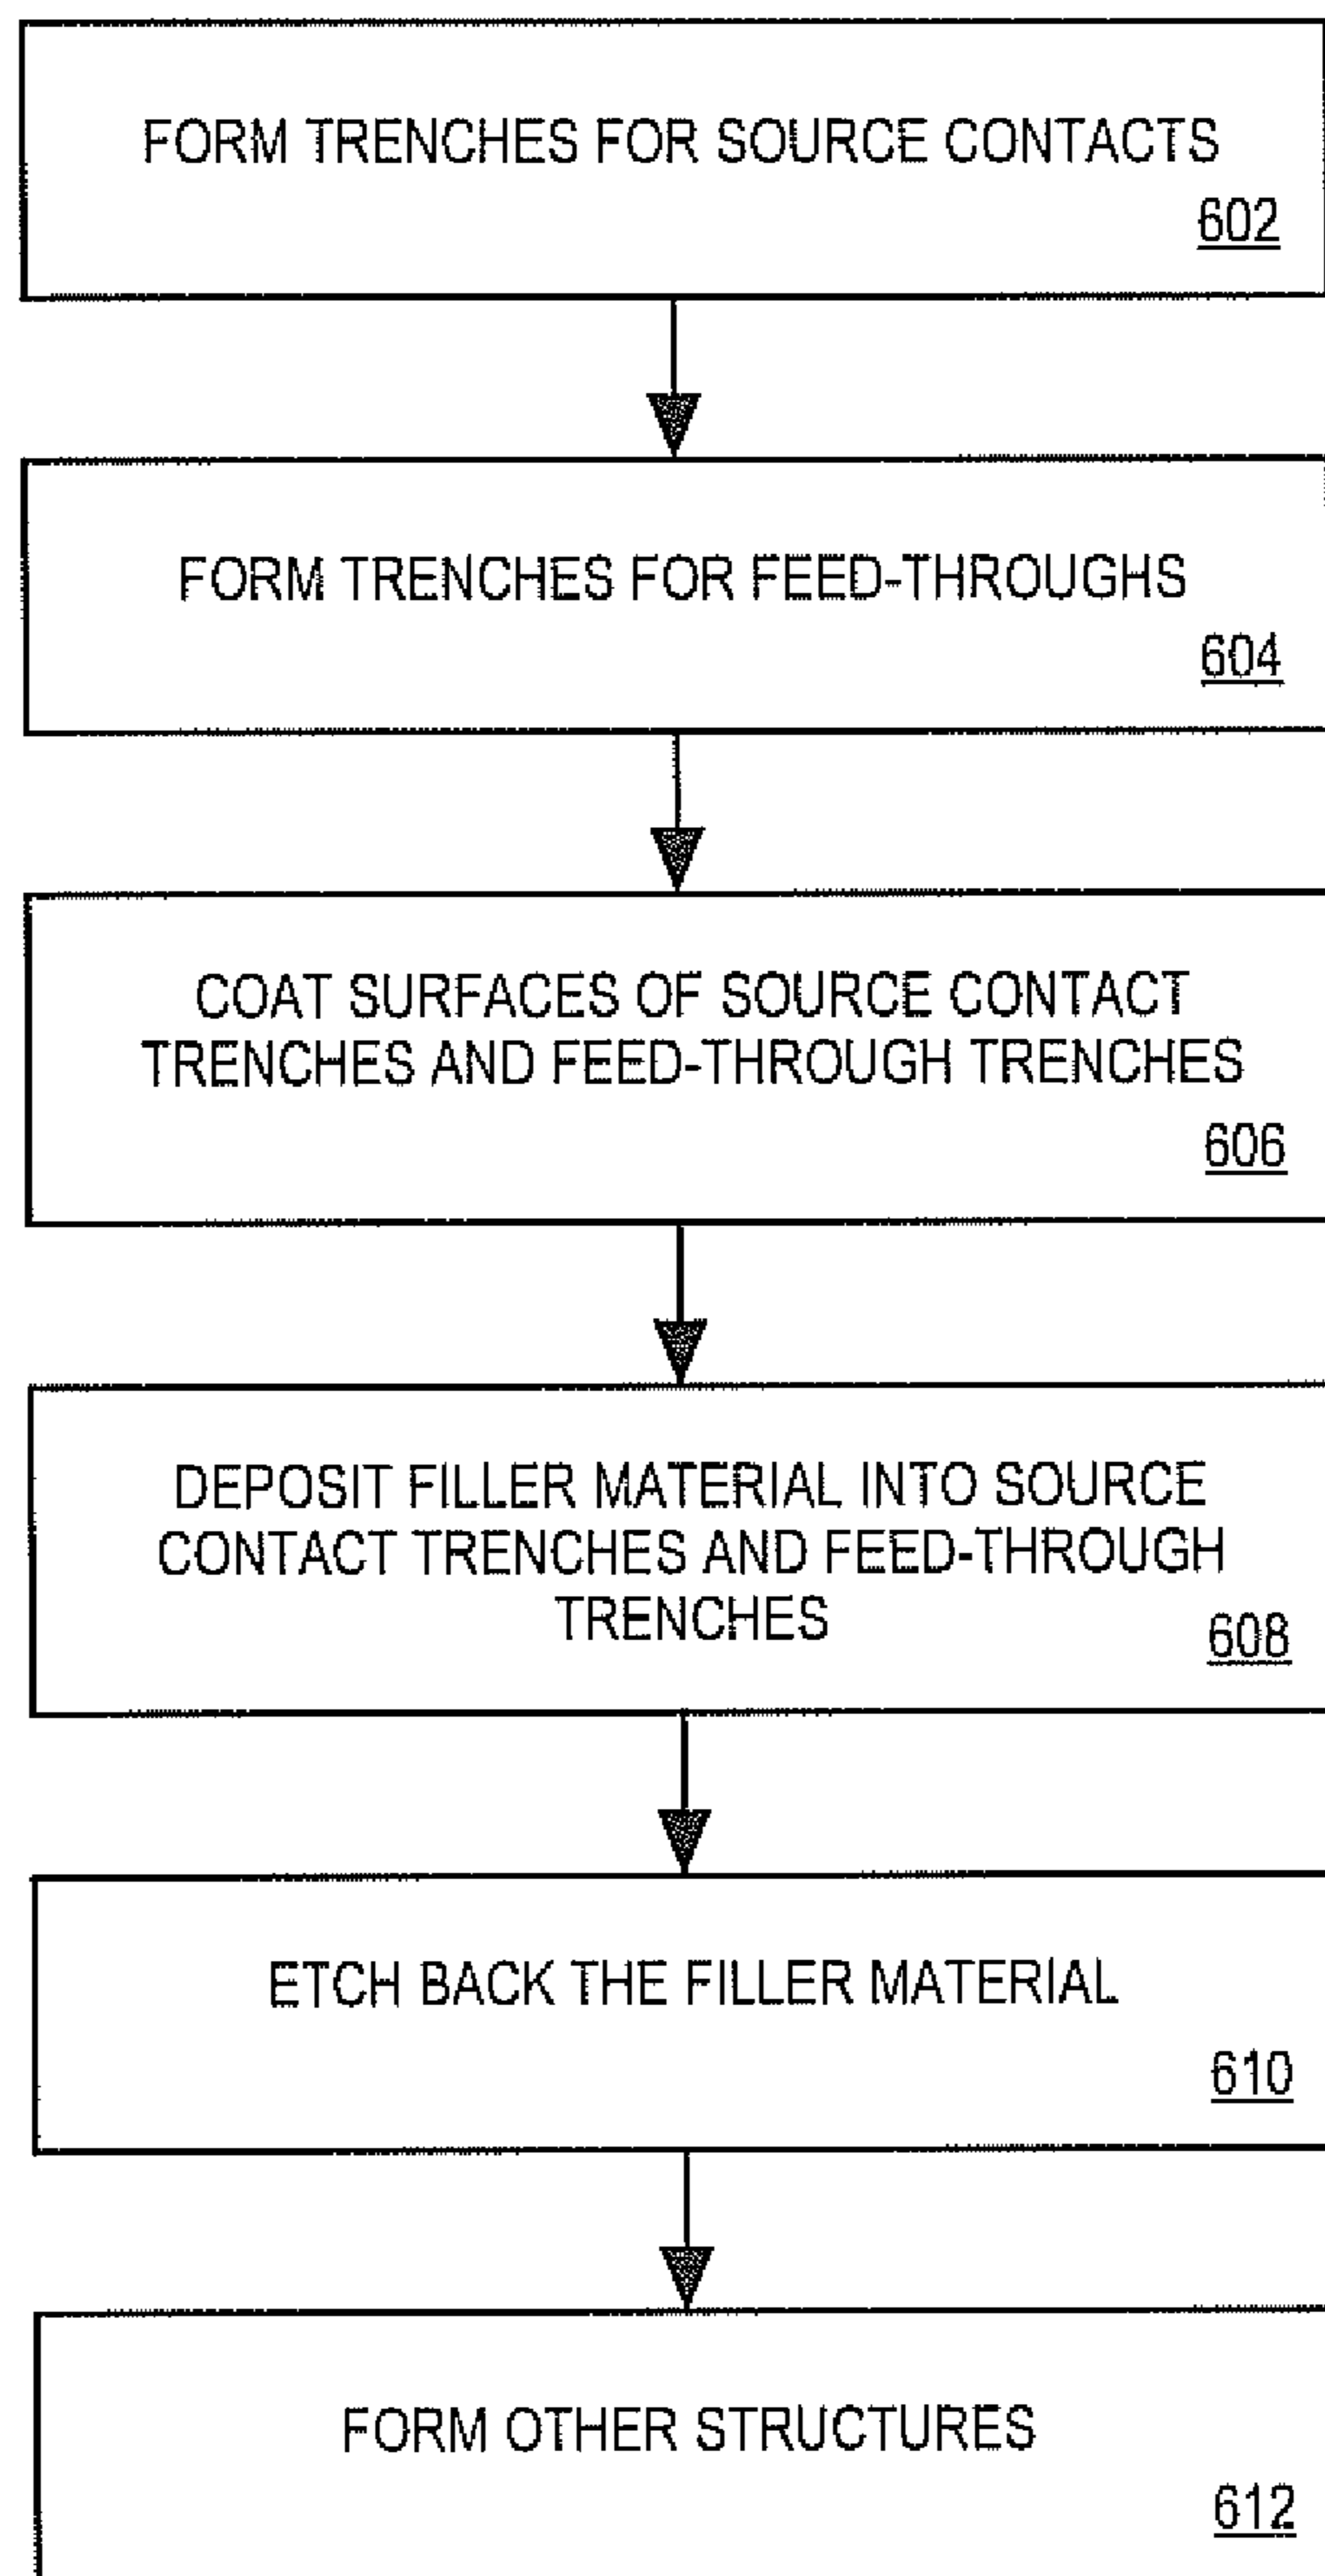 FORM TRENCHES FOR SOURCE CONTACTS
602
FORM TRENCHES FOR FEED-THROUGHS
604
COAT SURFACES OF SOURCE CONTACT
TRENCHES AND FEED-THROUGH TRENCHES
606
DEPOSIT FILLER MATERIAL INTO SOURCE
CONTACT TRENCHES AND FEED-THROUGH
TRENCHES
608
ETCH BACK THE FILLER MATERIAL
610
FORM OTHER STRUCTURES
612